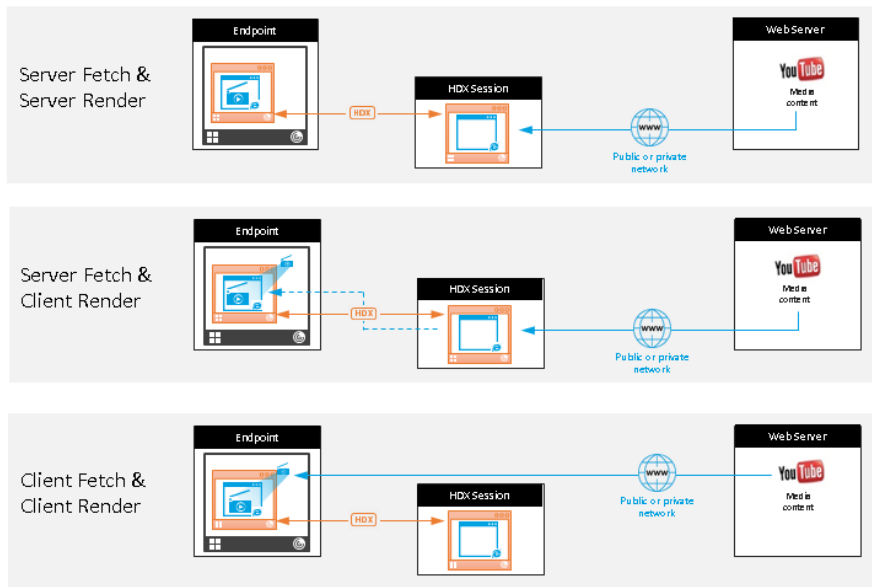 Server Fetch &
Server Render
Endpoint
HDX
HDX Session
www
Public or private
network
Web Server
YouTube
Media
content
Server Fetch &
Client Render
Endpoint
HDX
HDX Session
www
Public or private
network
Web Server
YouTube
Media
content
Client Fetch &
Client Render
Endpoint
HDX
HDX Session
www
Public or private
network
Web Server
YouTube
Media
content